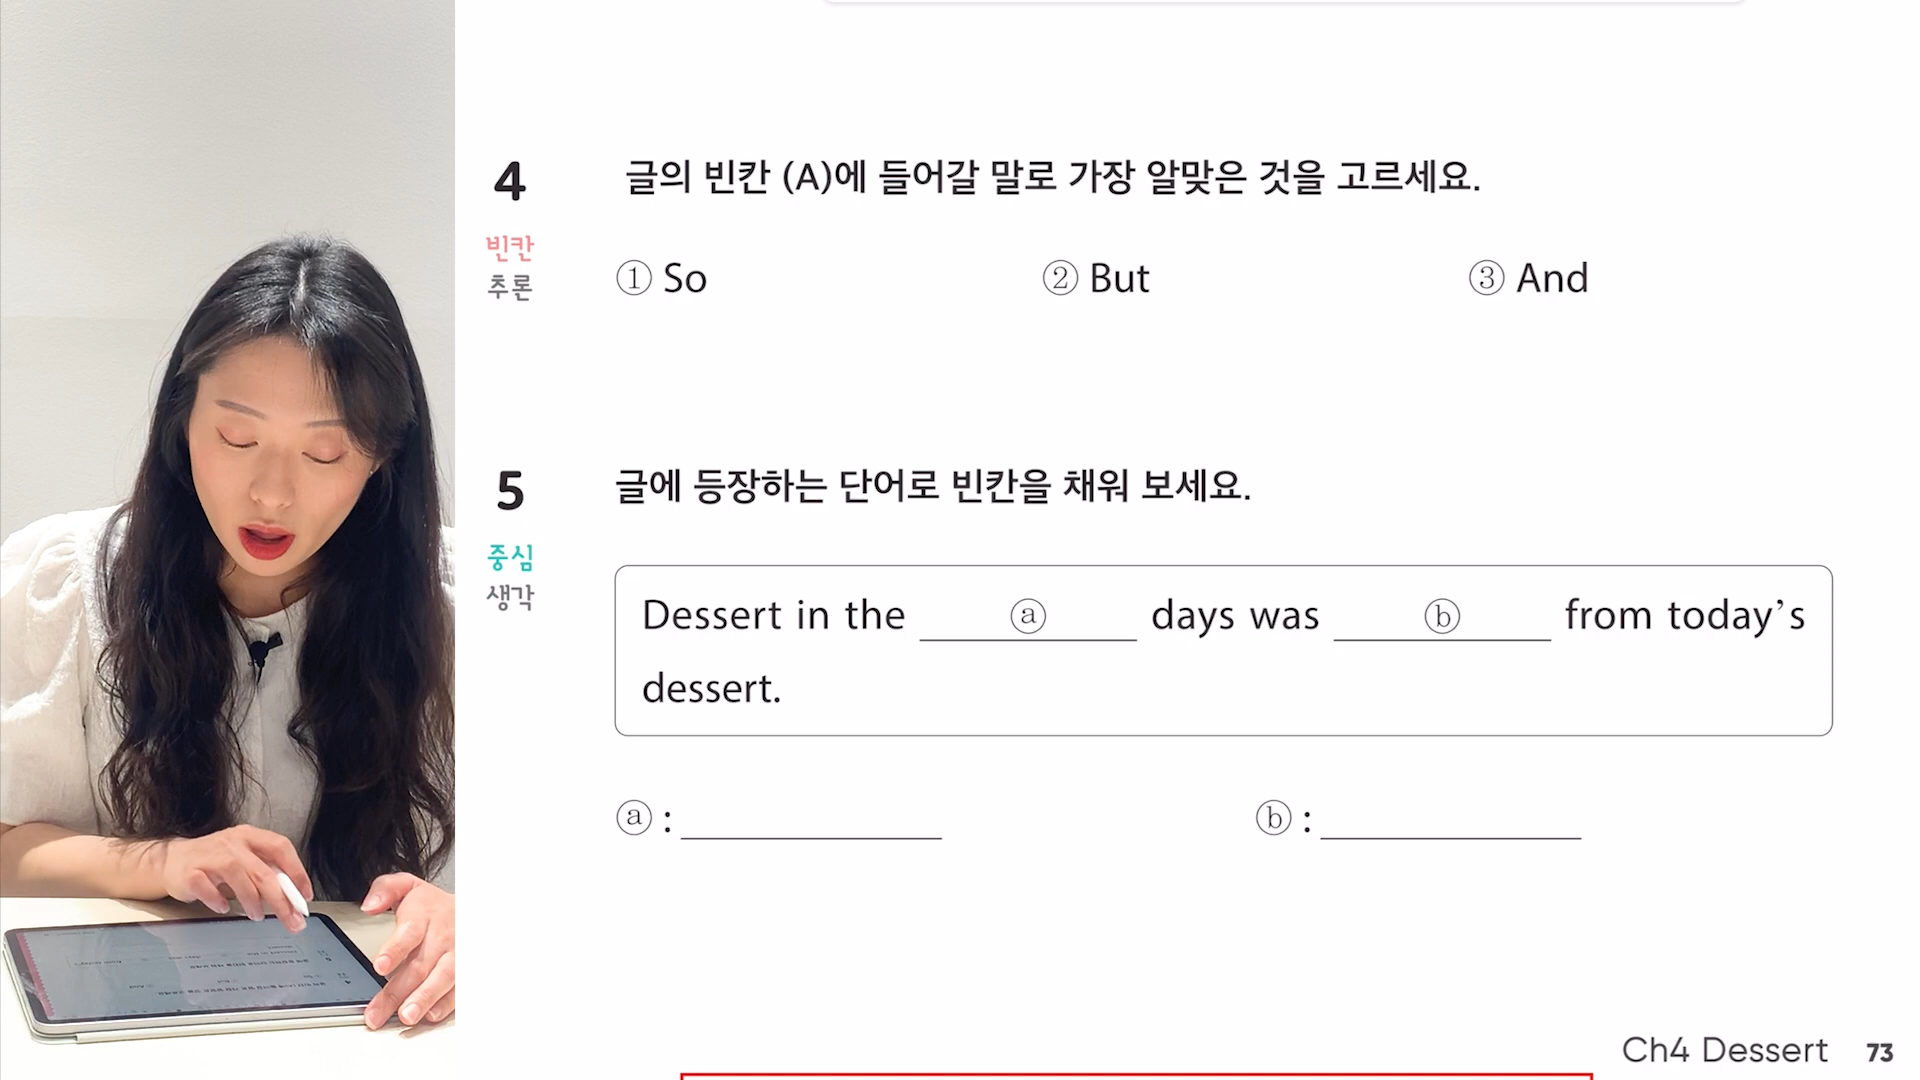 4 글의 빈칸 (A)에 들어갈 말로 가장 알맞은 것을 고르세요.
빈칸
추론
① So ② But ③ And
5 글에 등장하는 단어로 빈칸을 채워 보세요.
중심
생각
Dessert in the ⓐ days was ⓑ from today’s
dessert.
ⓐ : ⓑ :
Ch4 Dessert 73